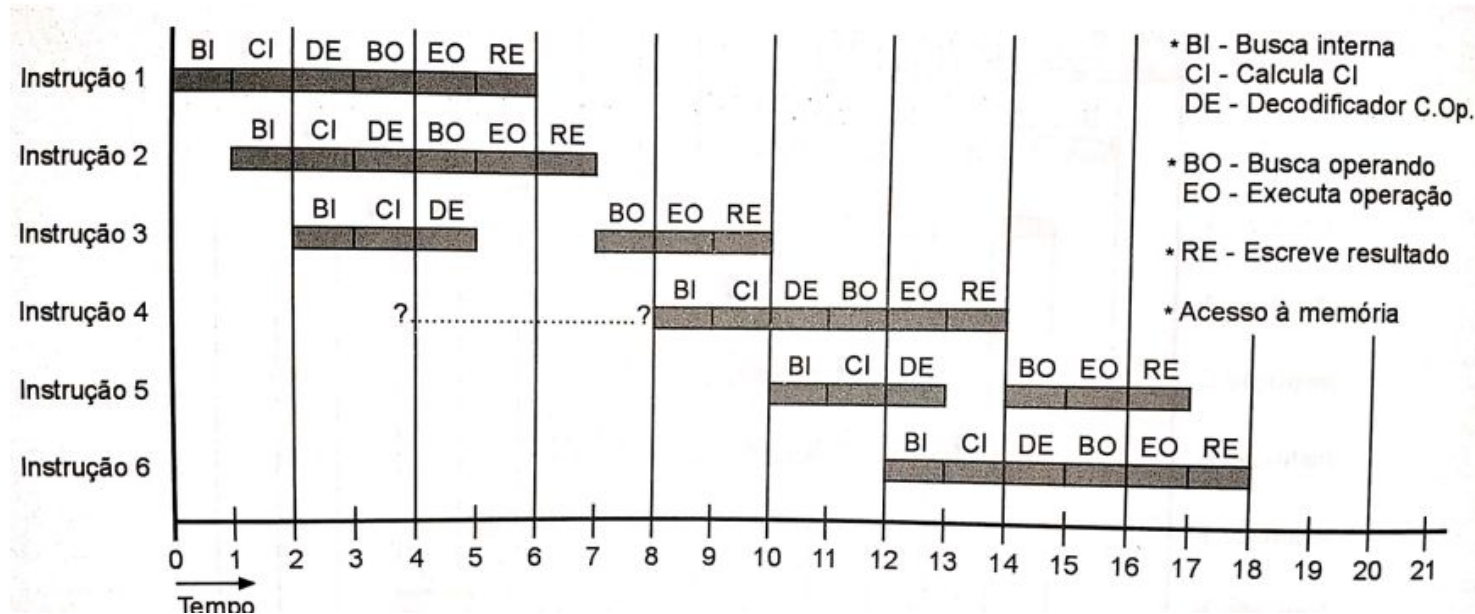 BI CI DE BO EO RE
Instrução 1
BI CI DE BO EO RE
Instrução 2
BI CI DE
BO EO RE
Instrução 3
BI CI DE BO EO RE
Instrução 4
?.......................?
BI CI DE
BO EO RE
Instrução 5
BI CI DE BO EO RE
Instrução 6
* BI - Busca interna
CI - Calcula CI
DE - Decodificador C.Op.
* BO - Busca operando
EO - Executa operação
* RE - Escreve resultado
* Acesso à memória
0 1 2 3 4 5 6 7 8 9 10 11 12 13 14 15 16 17 18 19 20 21
Tempo